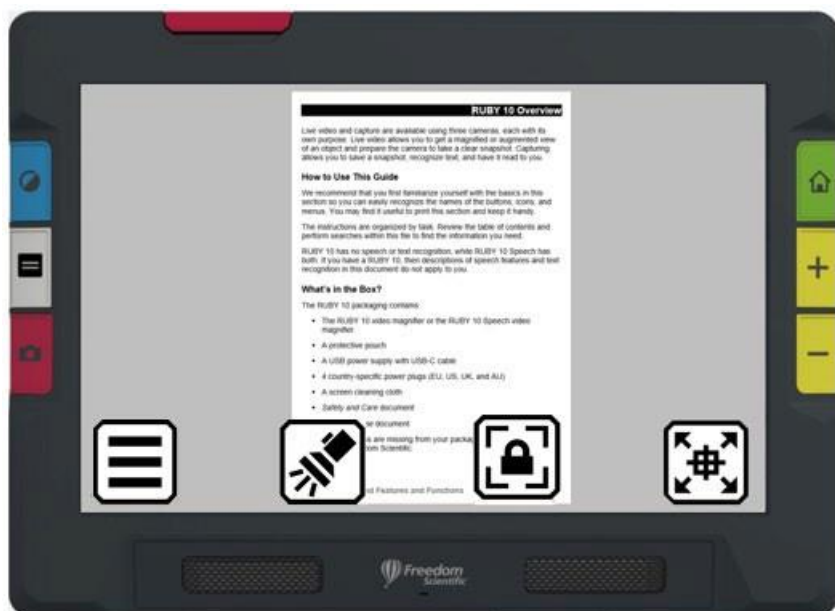 RUBY 10 Overview
Live video and capture are available using three cameras, each with its
own purpose. Live video allows you to get a magnified or augmented view
of an object and prepare the camera to take a clear snapshot. Capturing
allows you to save a snapshot, recognize text, and have it read to you.
How to Use This Guide
We recommend that you first familiarize yourself with the basics in this
section so you can easily recognize the names of the buttons, icons, and
menus. You may find it useful to print this section and keep it handy.
The instructions are organized by task. Review the table of contents and
perform searches within this file to find the information you need.
RUBY 10 has no speech or text recognition, while RUBY 10 Speech has
both. If you have a RUBY 10, then descriptions of speech features and text
recognition in this document do not apply to you.
What's in the Box?
The RUBY 10 packaging contains:
• The RUBY 10 video magnifier or the RUBY 10 Speech video
magnifier
• A protective pouch
• A USB power supply with USB-C cable
• 4 country-specific power plugs (EU, US, UK, and AU)
• A screen cleaning cloth
• Safety and Care document
document
are missing from your
Scientific
Features and Functions
Freedom
Scientific